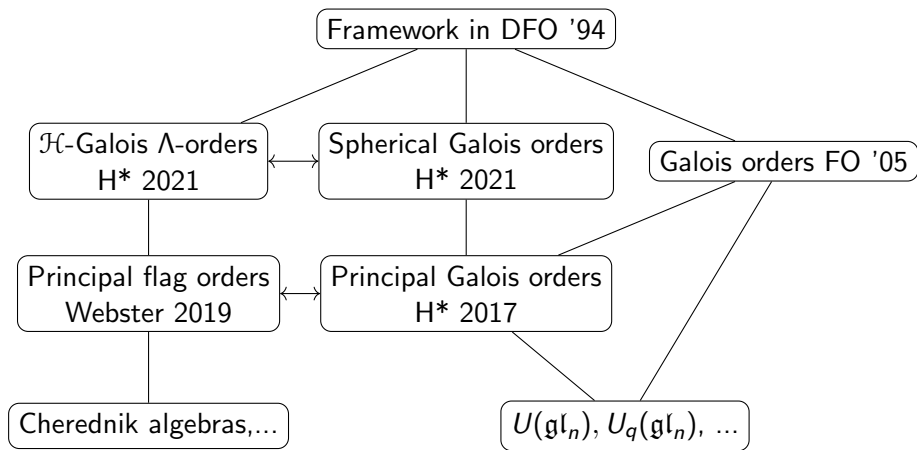 Framework in DFO '94
ℋ-Galois Λ-orders
H* 2021
Spherical Galois orders
H* 2021
Galois orders FO '05
Principal flag orders
Webster 2019
Principal Galois orders
H* 2017
Cherednik algebras,...
U(𝔤𝔩ₙ), U_q(𝔤𝔩ₙ), ...